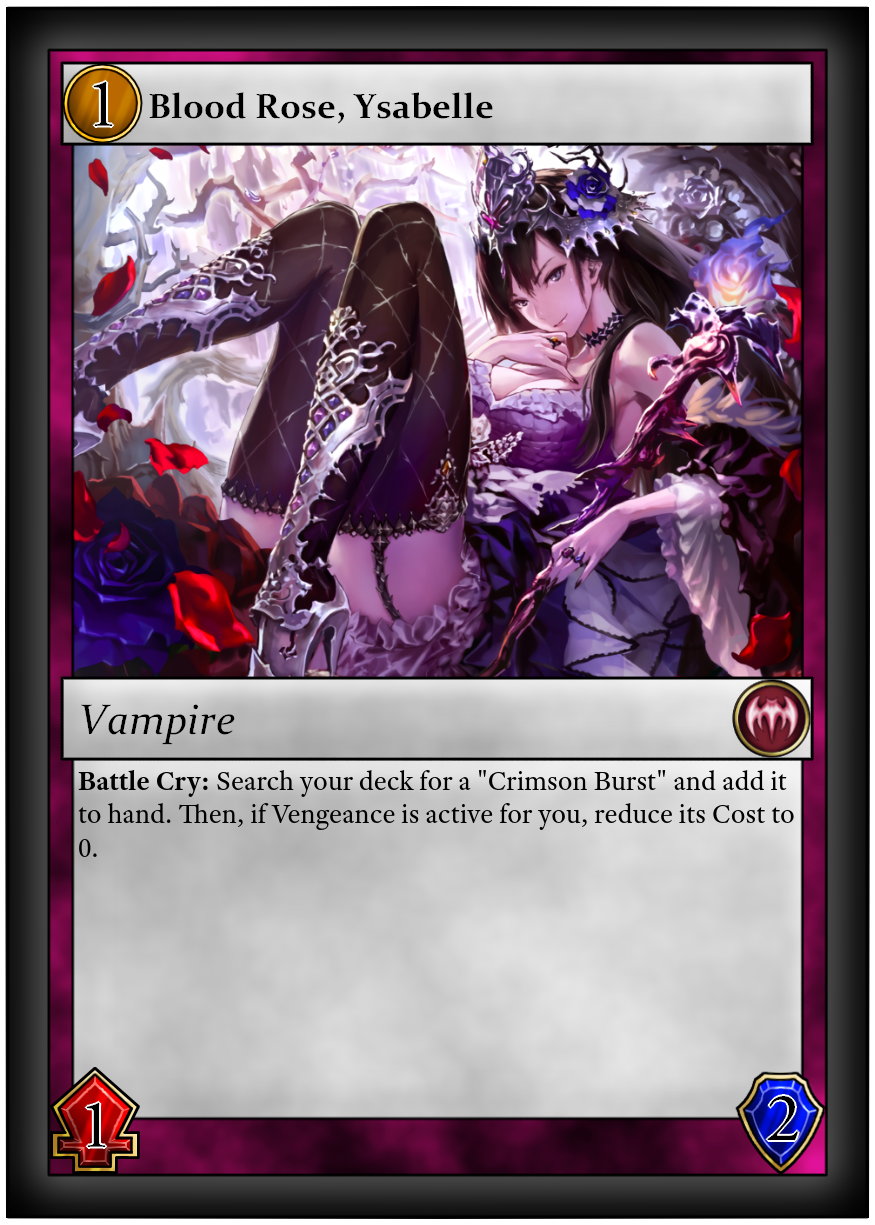 1
Blood Rose, Ysabelle
Vampire
Battle Cry: Search your deck for a "Crimson Burst" and add it
to hand. Then, if Vengeance is active for you, reduce its Cost to
0.
1
2